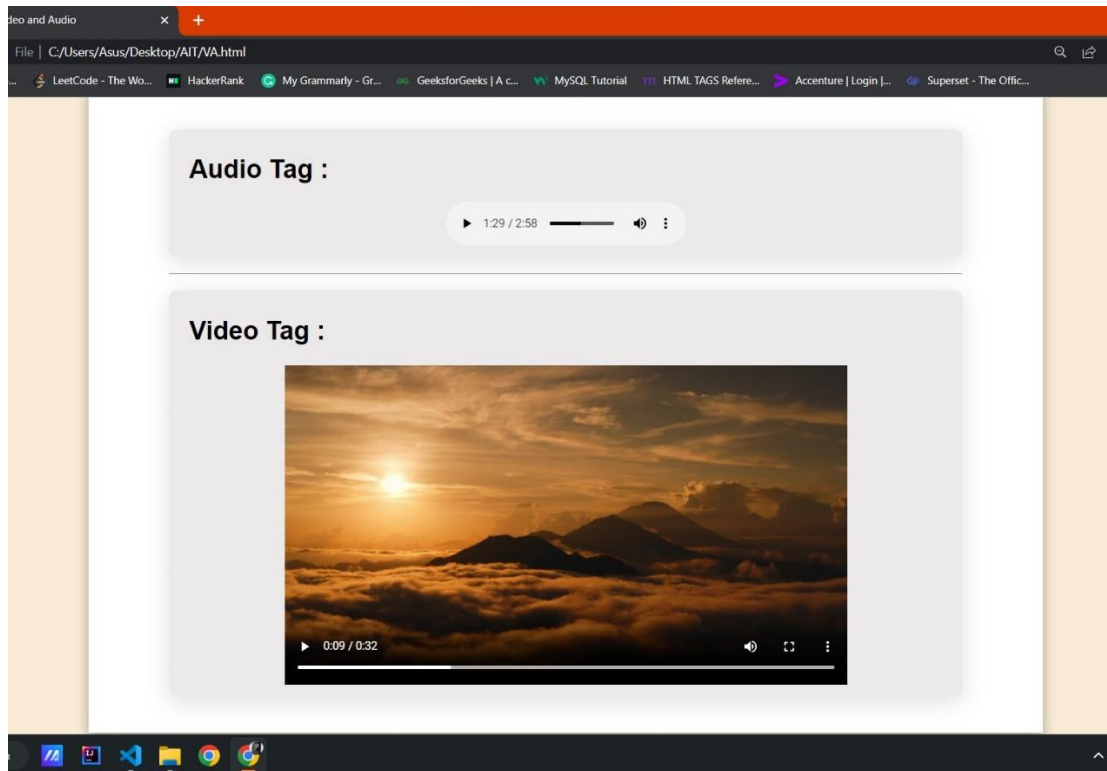 deo and Audio
File | C:/Users/Asus/Desktop/AIT/VA.html
... LeetCode - The Wo... HackerRank My Grammarly - Gr... GeeksforGeeks | A c... MySQL Tutorial HTML TAGS Refere... Accenture | Login |... Superset - The Offic...
Audio Tag :
1:29 / 2:58
Video Tag :
0:09 / 0:32